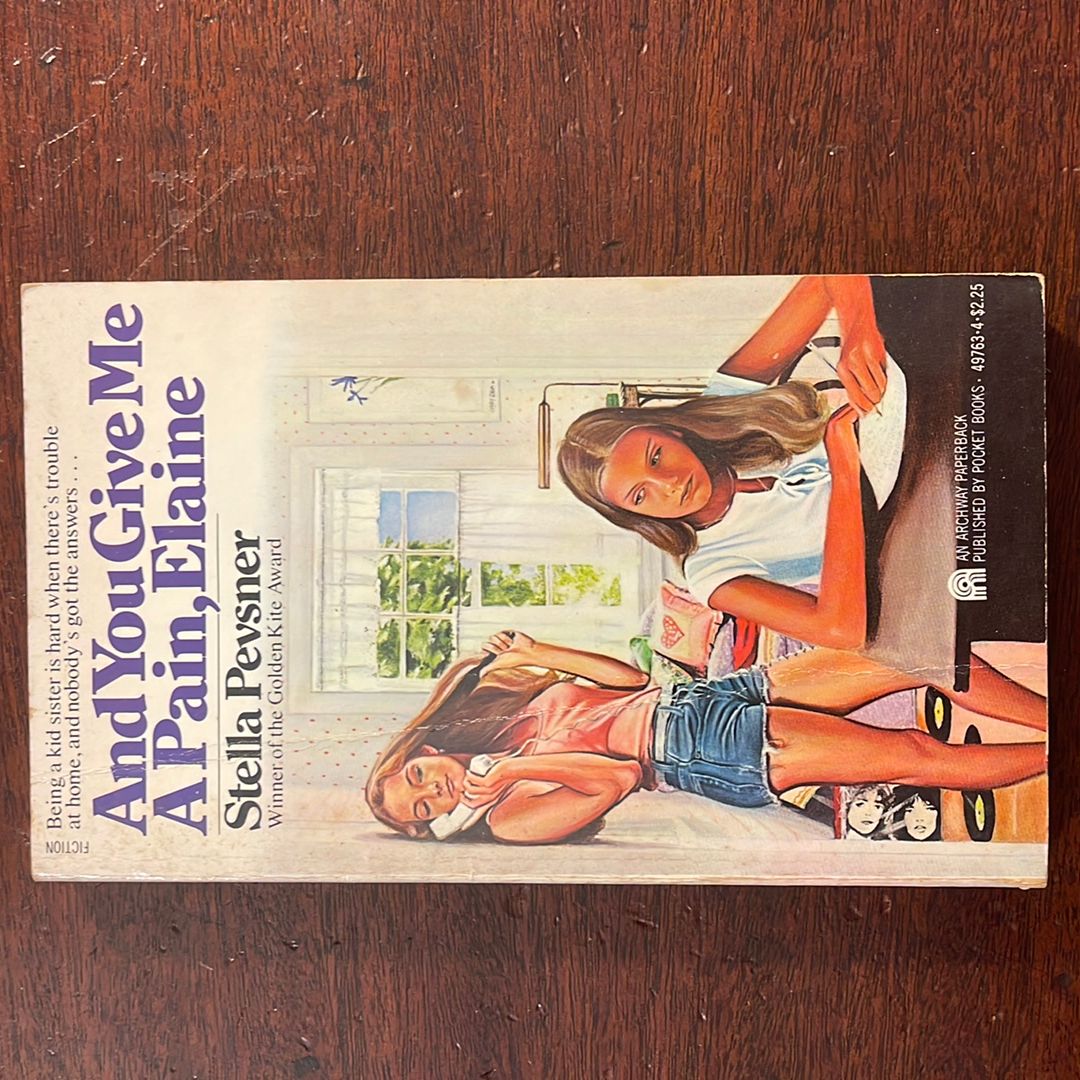 FICTION
Being a kid sister is hard when there's trouble
at home, and nobody's got the answers . . .
And You Give Me
A Pain, Elaine
Stella Pevsner
Winner of the Golden Kite Award
AN ARCHWAY PAPERBACK
PUBLISHED BY POCKET BOOKS · 49763-4 · $2.25